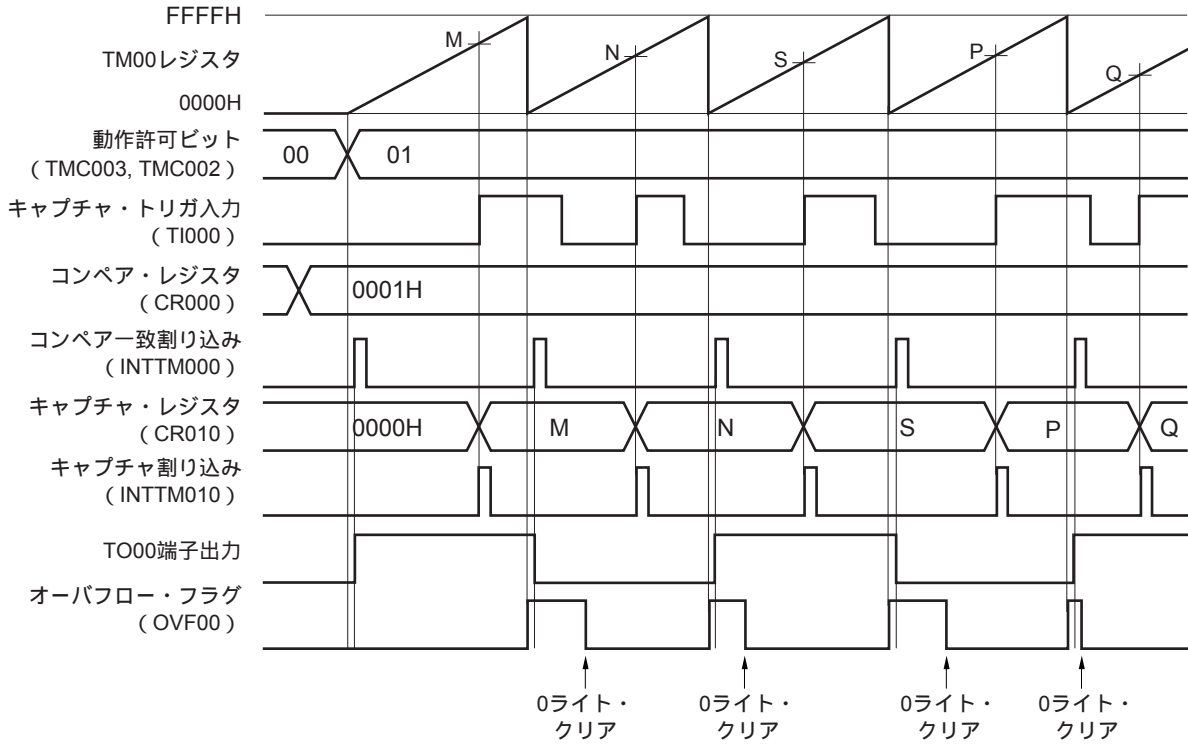 FFFFH
TM00レジスタ
0000H
M
N
S
P
Q
動作許可ビット
( TMC003, TMC002 )
00
01
キャプチャ・トリガ入力
( TI000 )
コンペア・レジスタ
( CR000 )
0001H
コンペア一致割り込み
( INTTM000 )
キャプチャ・レジスタ
( CR010 )
0000H
M
N
S
P
Q
キャプチャ割り込み
( INTTM010 )
TO00端子出力
オーバフロー・フラグ
( OVF00 )
0ライト・
クリア
0ライト・
クリア
0ライト・
クリア
0ライト・
クリア